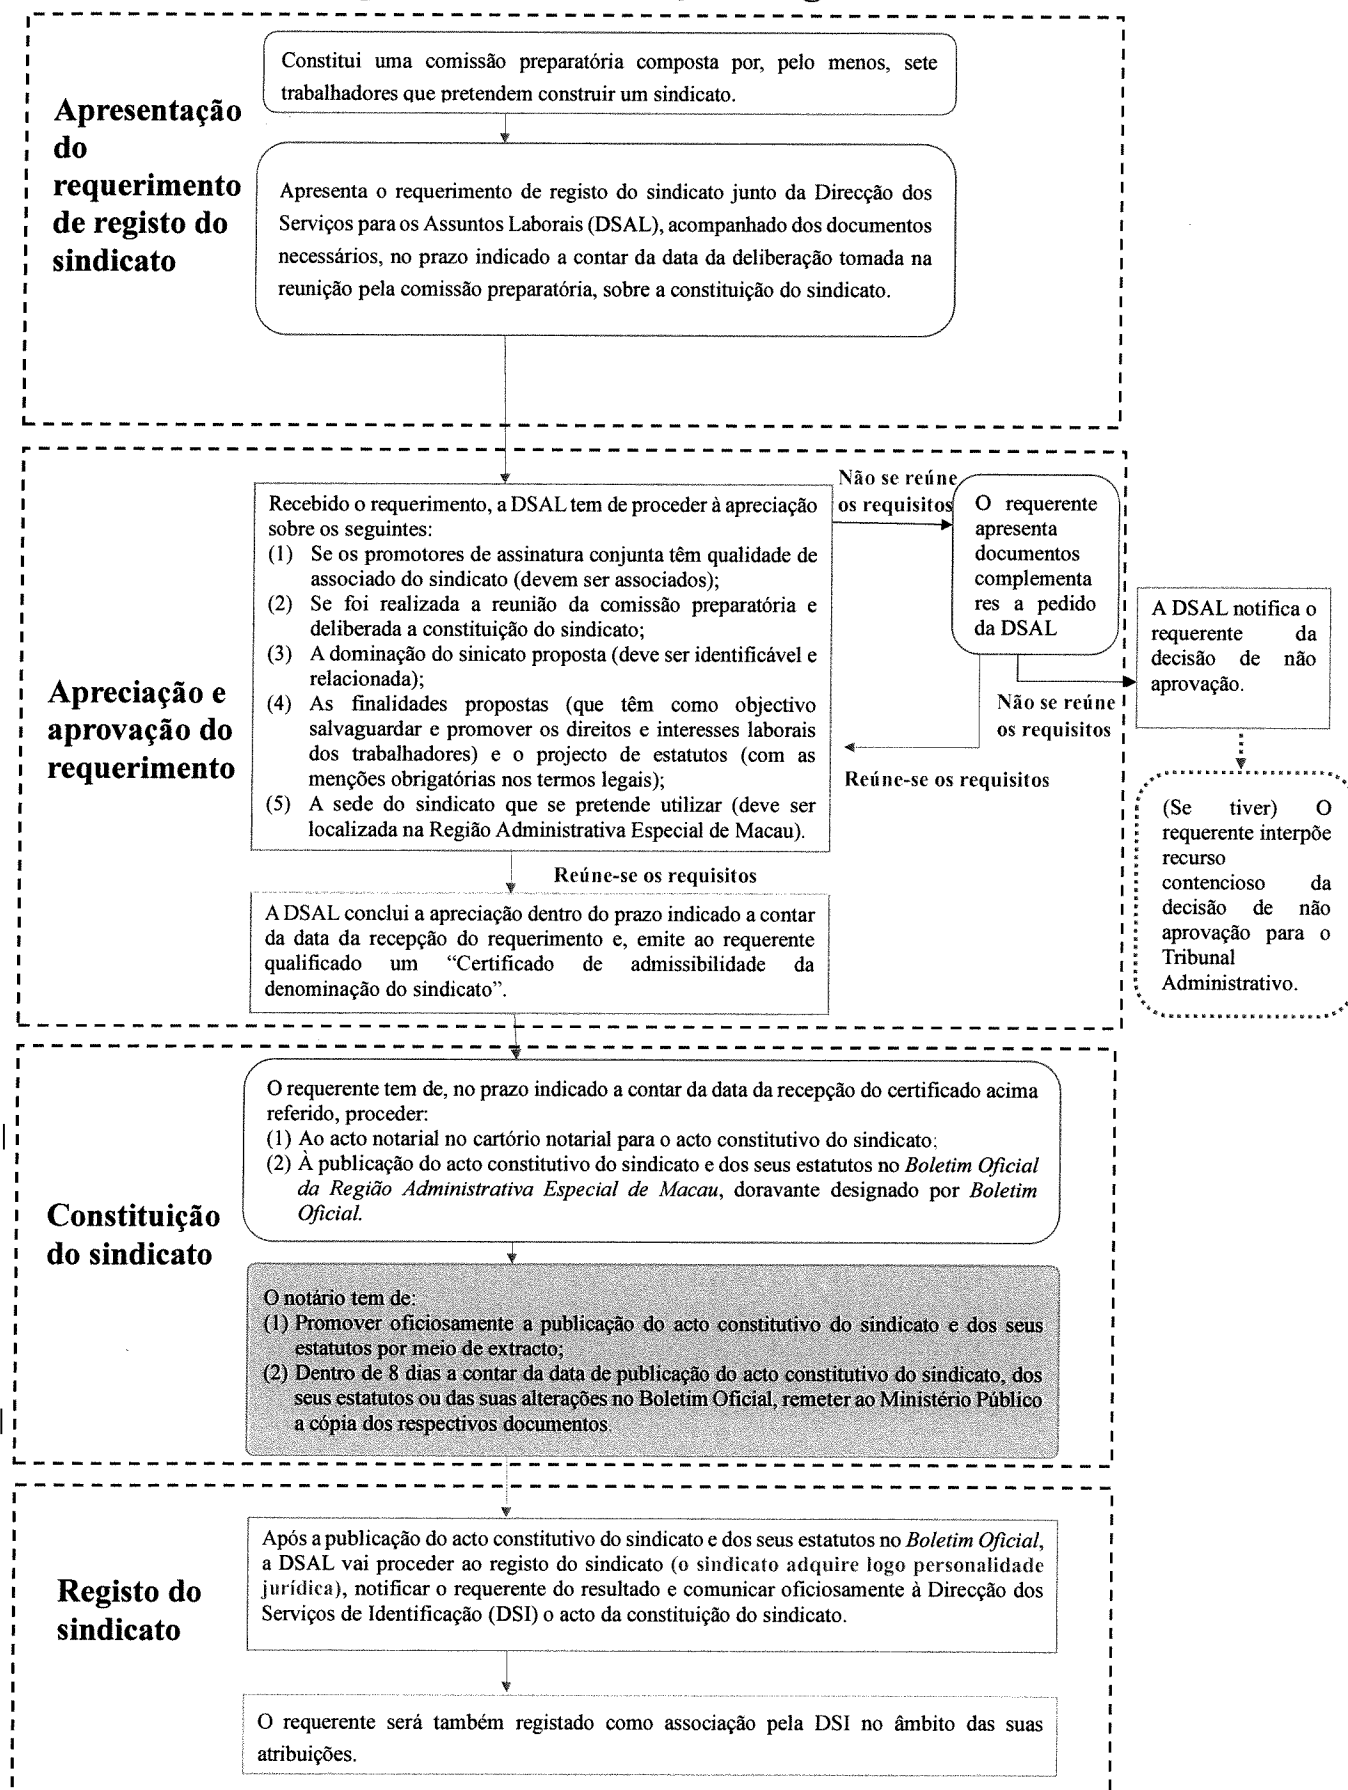 Constitui uma comissão preparatória composta por, pelo menos, sete
trabalhadores que pretendem construir um sindicato.
Apresentação
do
requerimento
de registo do
sindicato
Apresenta o requerimento de registo do sindicato junto da Direcção dos
Serviços para os Assuntos Laborais (DSAL), acompanhado dos documentos
necessários, no prazo indicado a contar da data da deliberação tomada na
reunião pela comissão preparatória, sobre a constituição do sindicato.
Apreciação e
aprovação do
requerimento
Recebido o requerimento, a DSAL tem de proceder à apreciação
sobre os seguintes:
(1) Se os promotores de assinatura conjunta têm qualidade de
associado do sindicato (devem ser associados);
(2) Se foi realizada a reunião da comissão preparatória e
deliberada a constituição do sindicato;
(3) A dominação do sinicato proposta (deve ser identificável e
relacionada);
(4) As finalidades propostas (que têm como objectivo
salvaguardar e promover os direitos e interesses laborais
dos trabalhadores) e o projecto de estatutos (com as
menções obrigatórias nos termos legais);
(5) A sede do sindicato que se pretende utilizar (deve ser
localizada na Região Administrativa Especial de Macau).
Não se reúne
os requisitos
O requerente
apresenta
documentos
complementa
res a pedido
da DSAL
Não se reúne
os requisitos
Reúne-se os requisitos
A DSAL notifica o
requerente da
decisão de não
aprovação.
(Se tiver) O
requerente interpõe
recurso
contencioso da
decisão de não
aprovação para o
Tribunal
Administrativo.
Reúne-se os requisitos
A DSAL conclui a apreciação dentro do prazo indicado a contar
da data da recepção do requerimento e, emite ao requerente
qualificado um “Certificado de admissibilidade da
denominação do sindicato”.
Constituição
do sindicato
O requerente tem de, no prazo indicado a contar da data da recepção do certificado acima
referido, proceder:
(1) Ao acto notarial no cartório notarial para o acto constitutivo do sindicato;
(2) À publicação do acto constitutivo do sindicato e dos seus estatutos no Boletim Oficial
da Região Administrativa Especial de Macau, doravante designado por Boletim
Oficial.
O notário tem de:
(1) Promover oficiosamente a publicação do acto constitutivo do sindicato e dos seus
estatutos por meio de extracto;
(2) Dentro de 8 dias a contar da data de publicação do acto constitutivo do sindicato, dos
seus estatutos ou das suas alterações no Boletim Oficial, remeter ao Ministério Público
a cópia dos respectivos documentos.
Registo do
sindicato
Após a publicação do acto constitutivo do sindicato e dos seus estatutos no Boletim Oficial,
a DSAL vai proceder ao registo do sindicato (o sindicato adquire logo personalidade
jurídica), notificar o requerente do resultado e comunicar oficiosamente à Direcção dos
Serviços de Identificação (DSI) o acto da constituição do sindicato.
O requerente será também registado como associação pela DSI no âmbito das suas
atribuições.